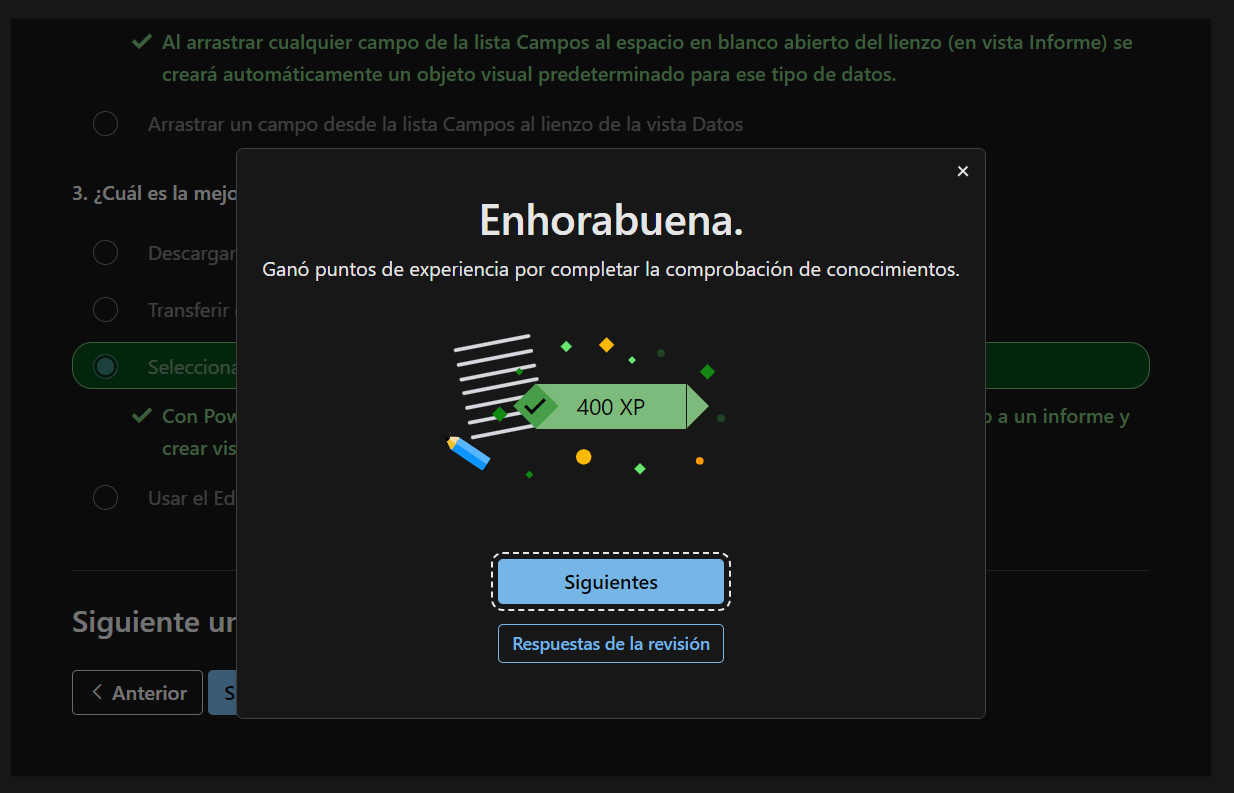 Al arrastrar cualquier campo de la lista Campos al espacio en blanco abierto del lienzo (en vista Informe) se
creará automáticamente un objeto visual predeterminado para ese tipo de datos.
Arrastrar un campo desde la lista Campos al lienzo de la vista Datos
3. ¿Cuál es la mejo
Descargar
Transferir
Selecciona
Con Pow
a un informe y
crear vis
Usar el Ed
Siguiente un
Anterior
S
Enhorabuena.
Ganó puntos de experiencia por completar la comprobación de conocimientos.
400 XP
Siguientes
Respuestas de la revisión